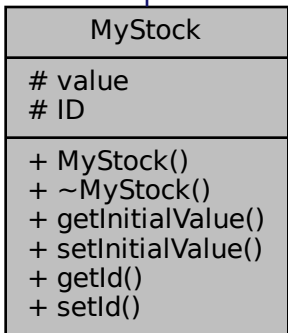 MyStock
# value
# ID
+ MyStock()
+ ~MyStock()
+ getInitialValue()
+ setInitialValue()
+ getId()
+ setId()